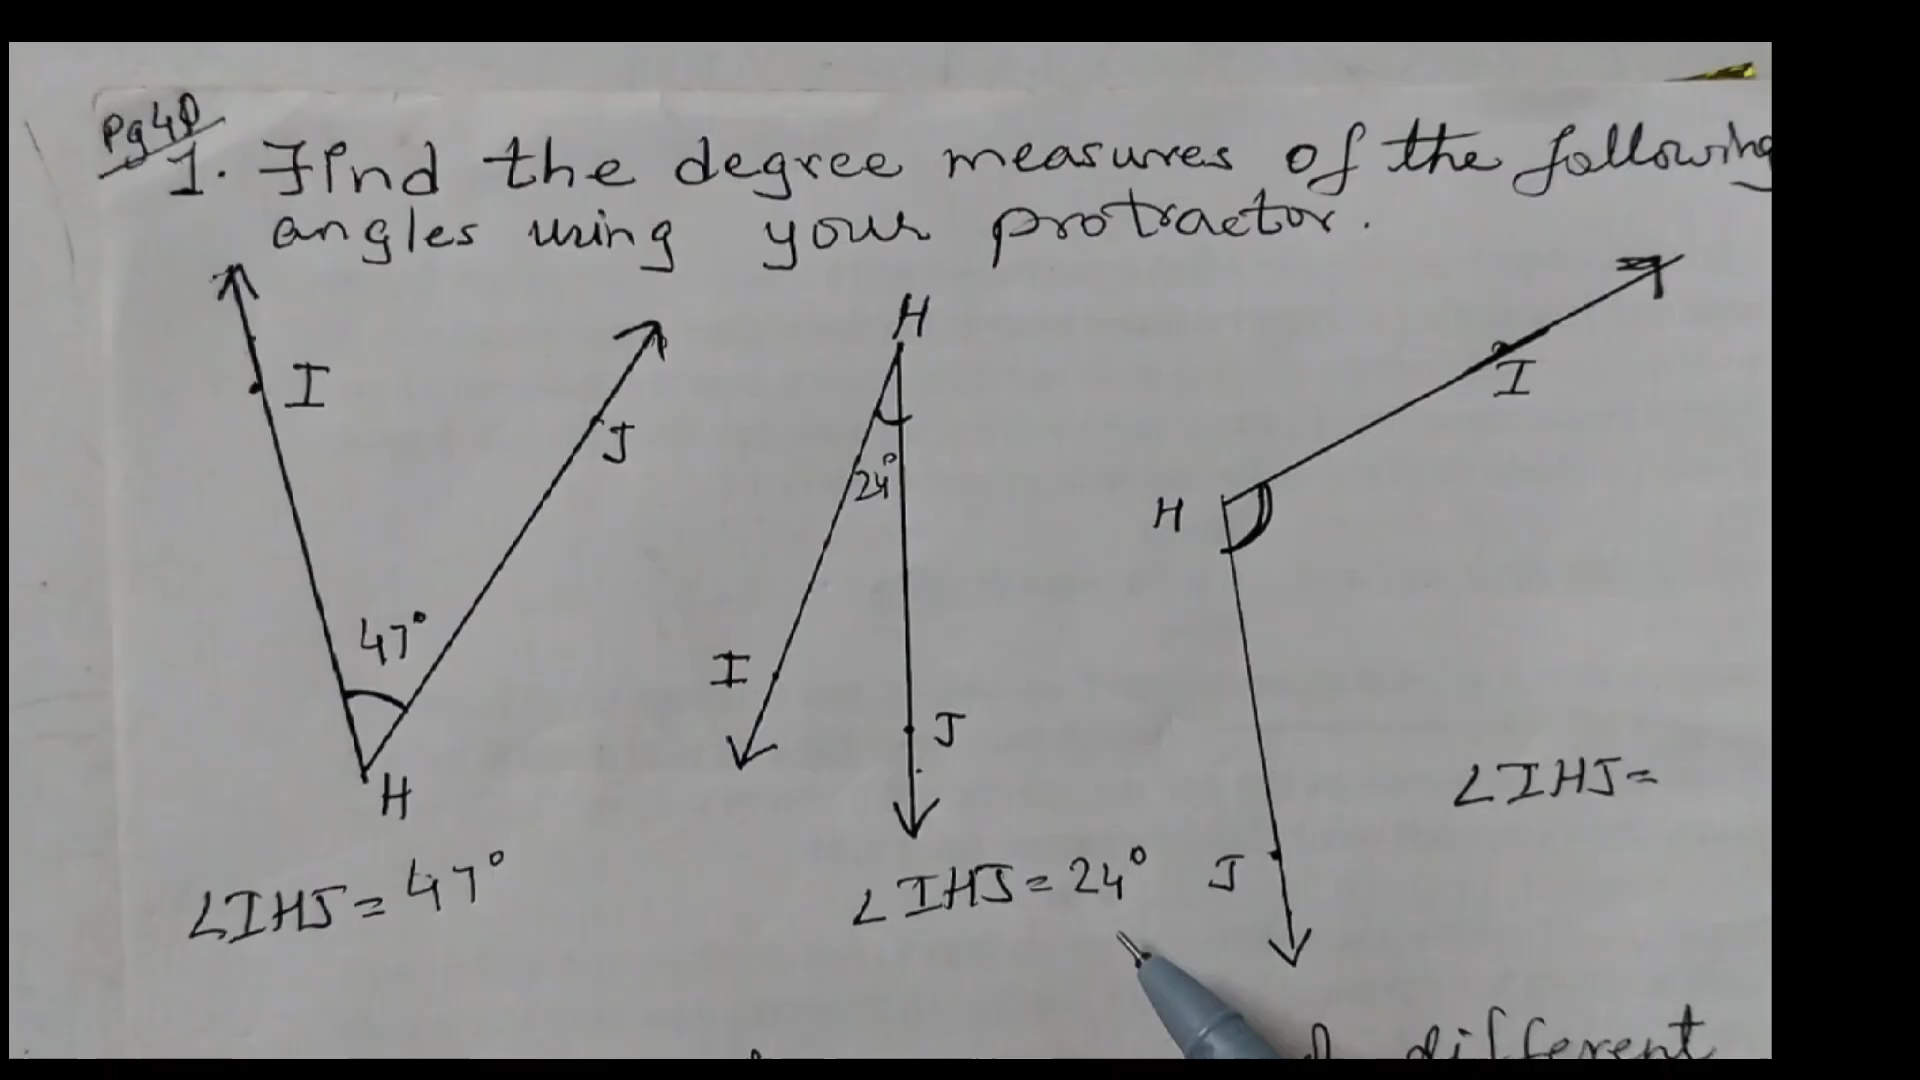 Pg 40
1. Find the degree measures of the following
angles using your protractor.
H
I
I
J
24°
H
47°
I
J
H
∠IHJ=
∠IHJ=24°
J
∠IHJ=47°
different